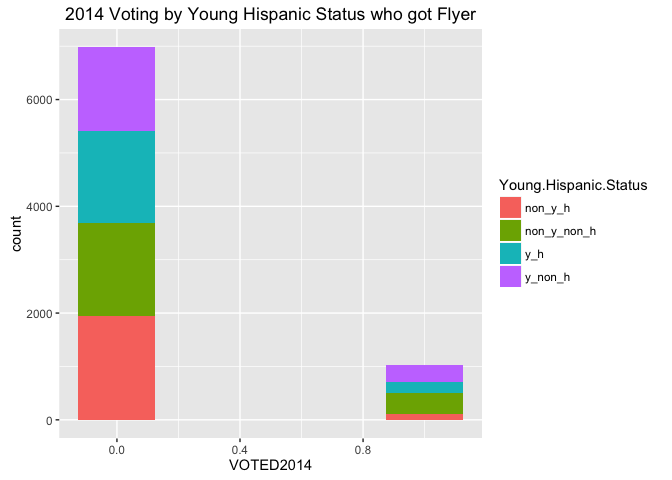 2014 Voting by Young Hispanic Status who got Flyer
6000
4000
2000
0
count
0.0
0.4
0.8
VOTED2014
Young.Hispanic.Status
non_y_h
non_y_non_h
y_h
y_non_h